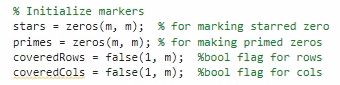 % Initialize markers
stars = zeros(m, m);  % for marking starred zero
primes = zeros(m, m); % for making primed zeros
coveredRows = false(1, m);  %bool flag for rows
coveredCols = false(1, m);  %bool flag for cols